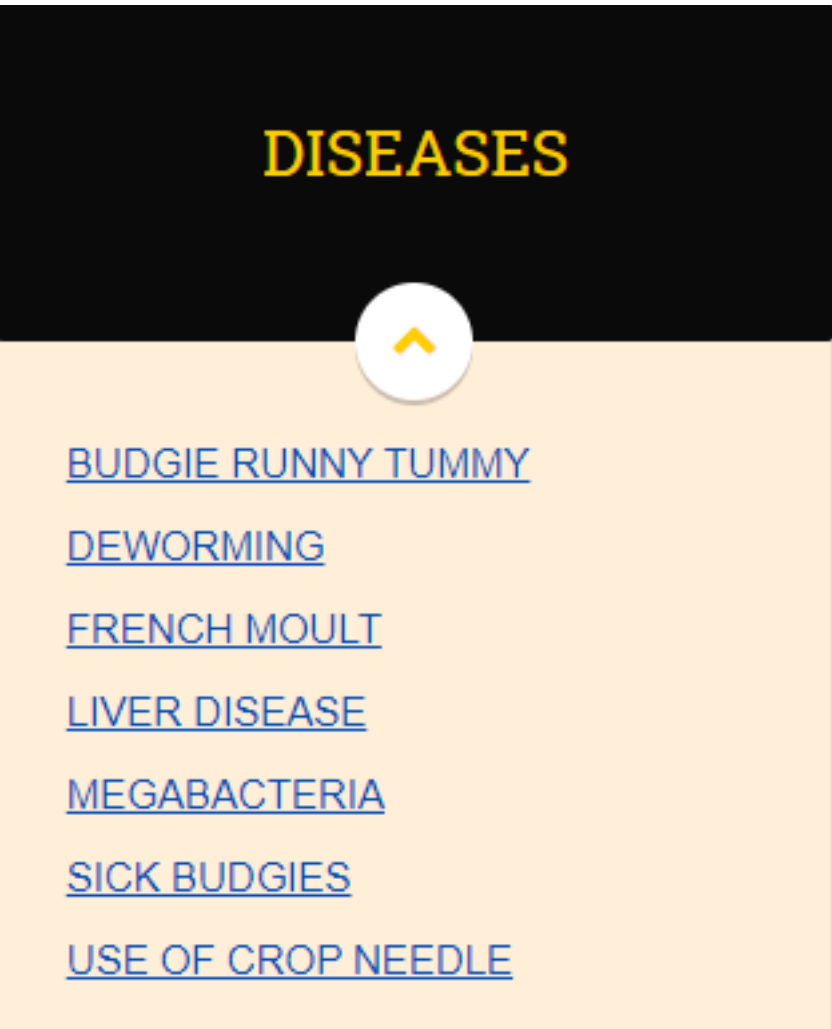 DISEASES
BUDGIE RUNNY TUMMY
DEWORMING
FRENCH MOULT
LIVER DISEASE
MEGABACTERIA
SICK BUDGIES
USE OF CROP NEEDLE